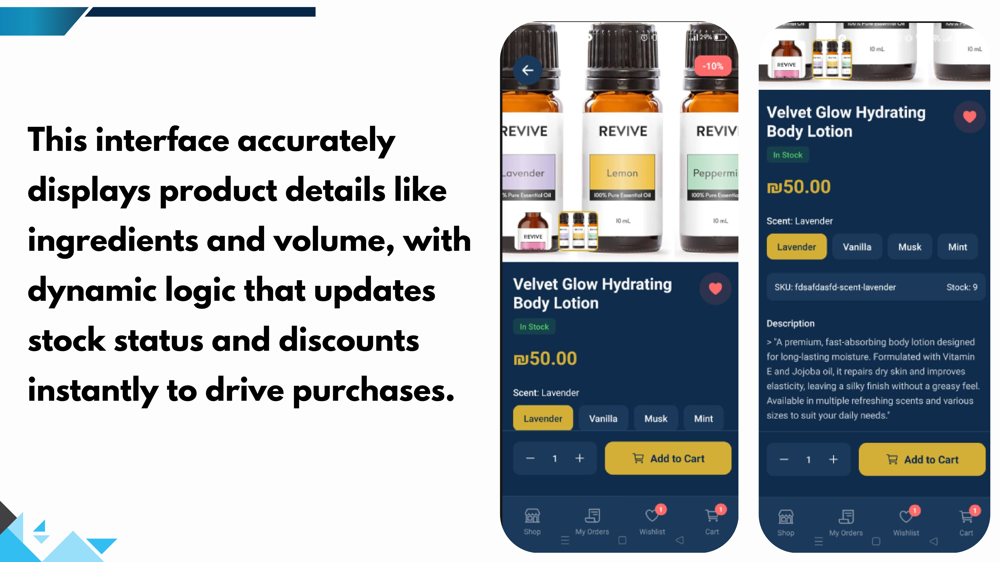 This interface accurately
displays product details like
ingredients and volume, with
dynamic logic that updates
stock status and discounts
instantly to drive purchases.
29%
-10%
REVIVE
REVIVE
REVIV
Lavender
Lemon
Peppermi
% Pure Essential Oil
100% Pure Essential Oil
100% Pure Essentia
10 mL
10 mL
REVIVE
Velvet Glow Hydrating
Body Lotion
In Stock
₪50.00
Scent: Lavender
Lavender Vanilla Musk Mint
− 1 + Add to Cart
1 1
Shop My Orders Wishlist Cart
100% Pure Essential Oil
10 mL
10 mL
REVIVE
Velvet Glow Hydrating
Body Lotion
In Stock
₪50.00
Scent: Lavender
Lavender Vanilla Musk Mint
SKU: fdsafdasfd-scent-lavender Stock: 9
Description
> "A premium, fast-absorbing body lotion designed
for long-lasting moisture. Formulated with Vitamin
E and Jojoba oil, it repairs dry skin and improves
elasticity, leaving a silky finish without a greasy feel.
Available in multiple refreshing scents and various
sizes to suit your daily needs."
− 1 + Add to Cart
1 1
Shop My Orders Wishlist Cart